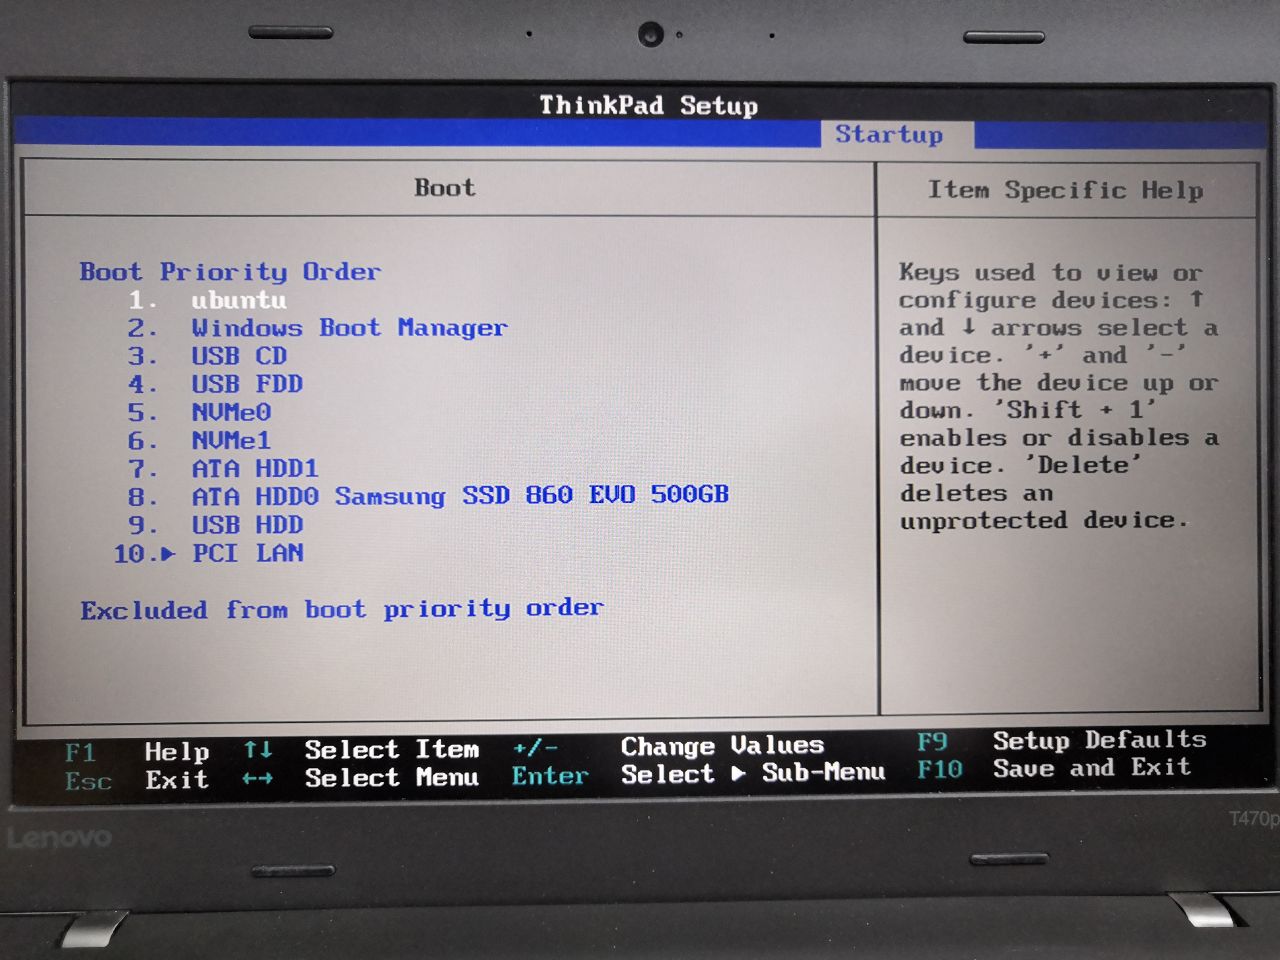 ThinkPad Setup
Startup
Boot
Boot Priority Order
1. ubuntu
2. Windows Boot Manager
3. USB CD
4. USB FDD
5. NVMe0
6. NVMe1
7. ATA HDD1
8. ATA HDD0 Samsung SSD 860 EVO 500GB
9. USB HDD
10.▶ PCI LAN
Excluded from boot priority order
Item Specific Help
Keys used to view or
configure devices: ↑
and ↓ arrows select a
device. '+' and '-'
move the device up or
down. 'Shift + 1'
enables or disables a
device. 'Delete'
deletes an
unprotected device.
F1 Help ↑↓ Select Item +/- Change Values F9 Setup Defaults
Esc Exit ←→ Select Menu Enter Select ▶ Sub-Menu F10 Save and Exit
Lenovo
T470p